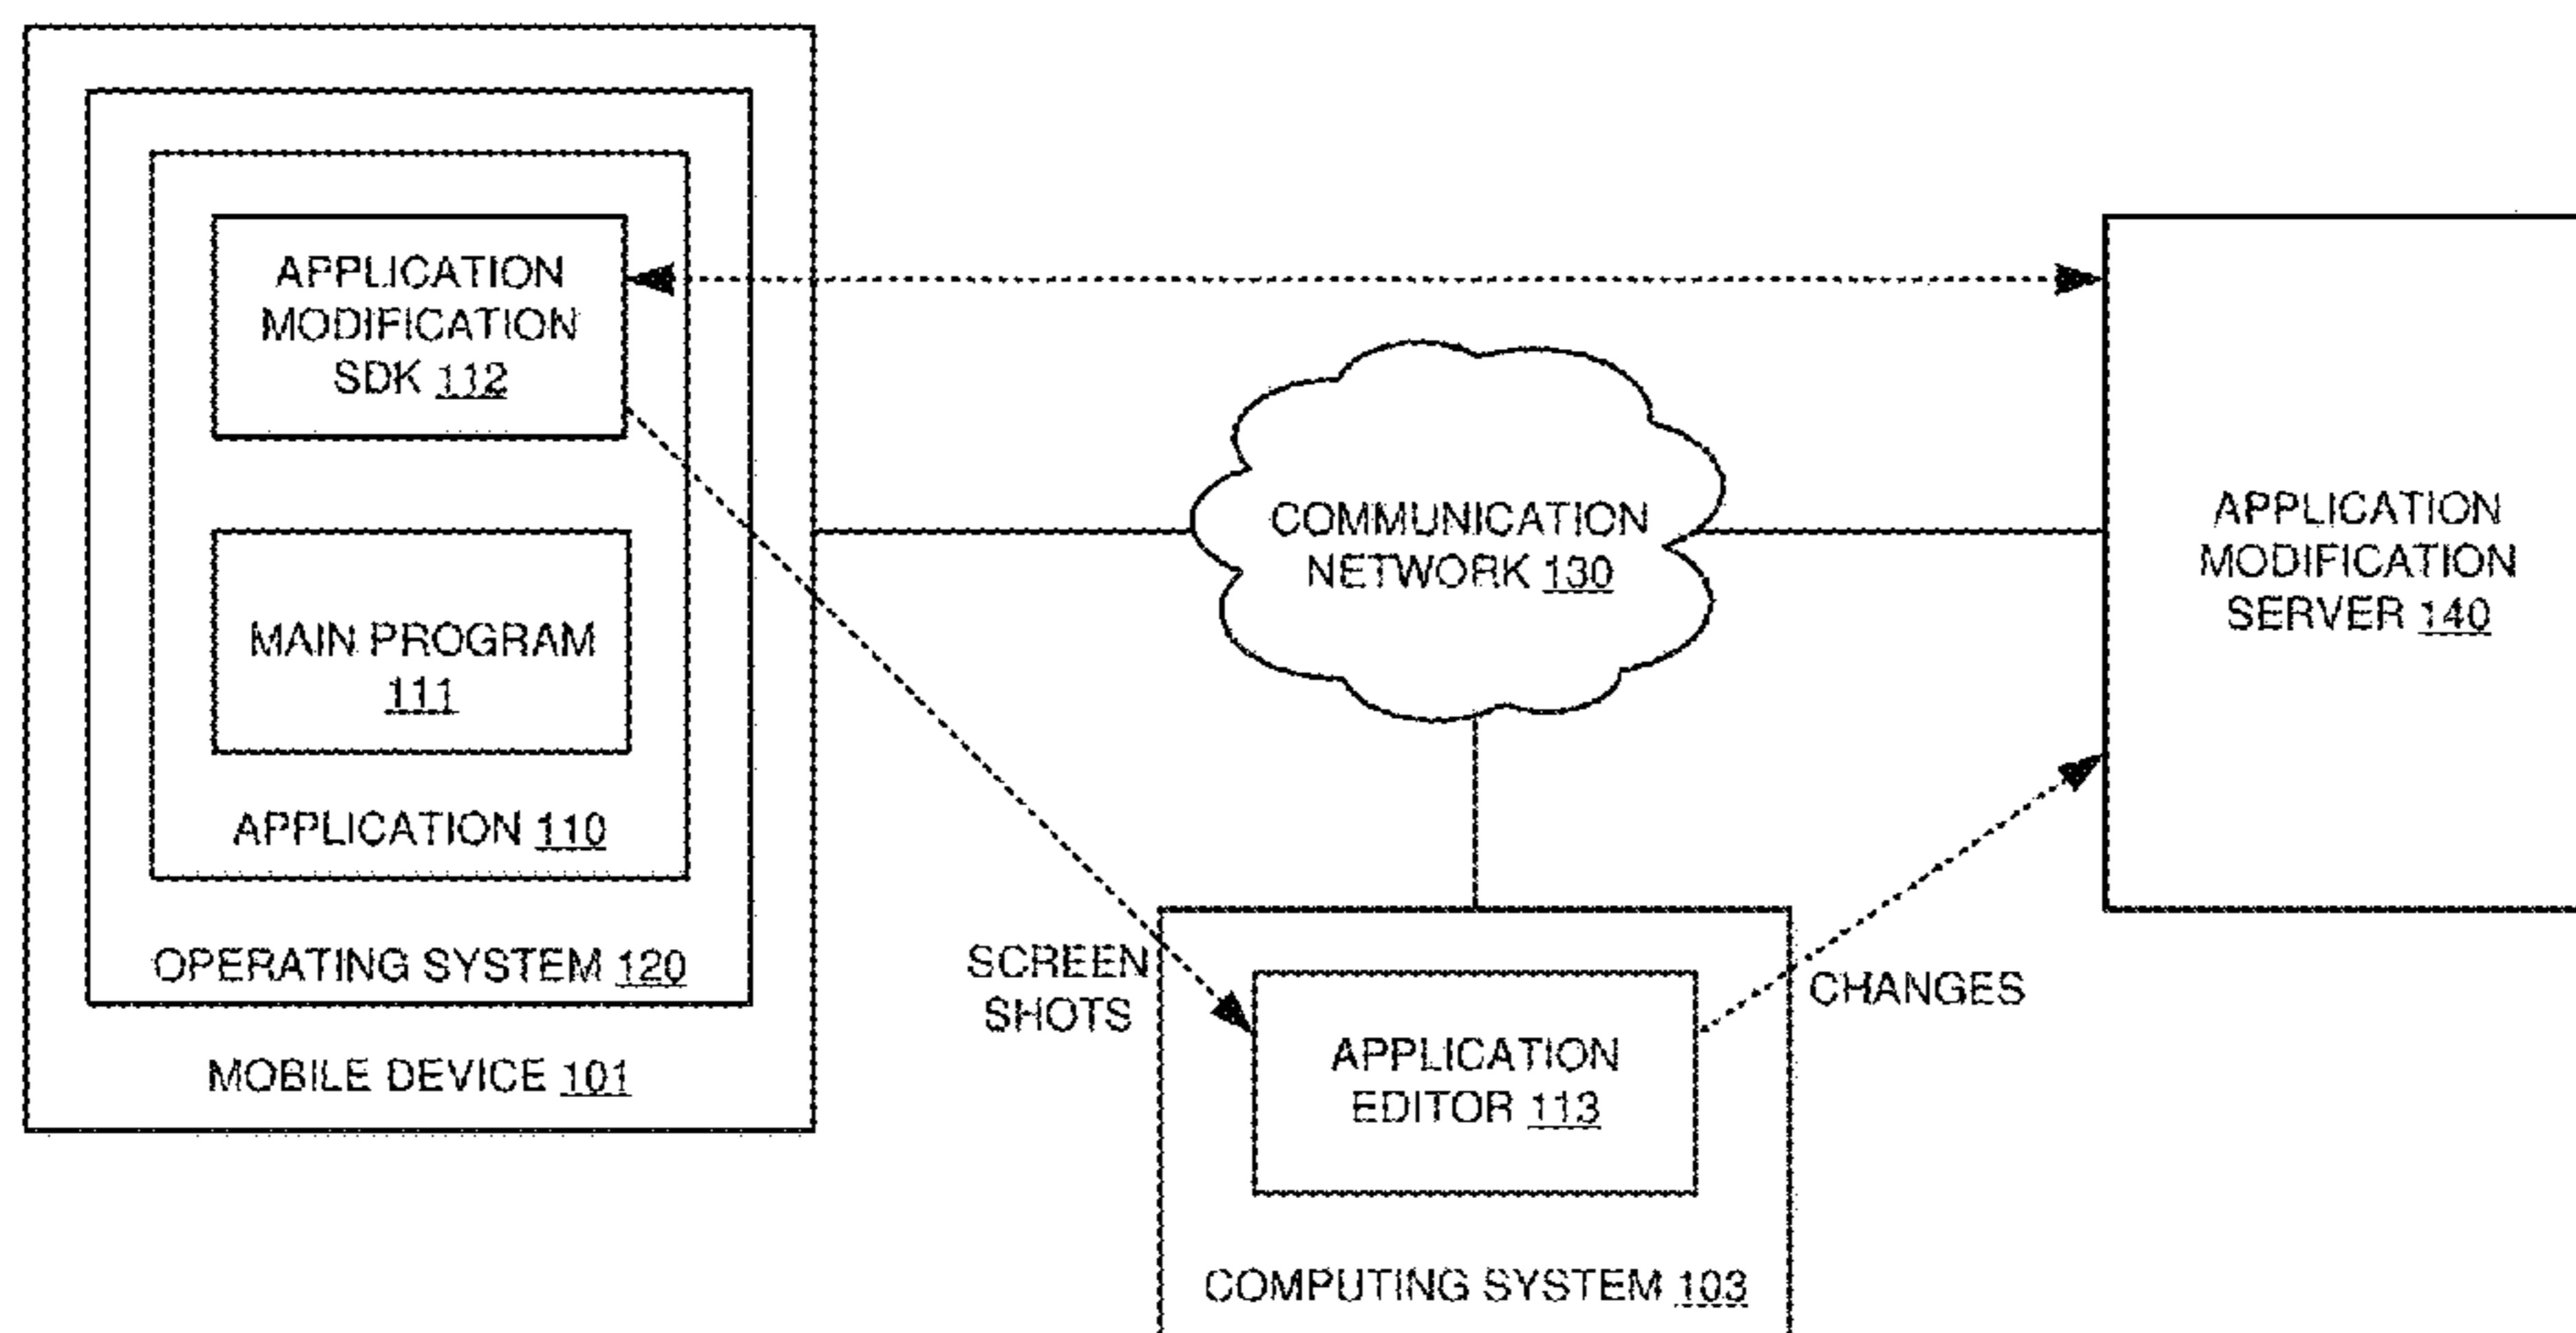 APPLICATION
MODIFICATION
SDK 112
MAIN PROGRAM
111
APPLICATION 110
OPERATING SYSTEM 120
MOBILE DEVICE 101
COMMUNICATION
NETWORK 130
SCREEN
SHOTS
APPLICATION
EDITOR 113
COMPUTING SYSTEM 103
CHANGES
APPLICATION
MODIFICATION
SERVER 140